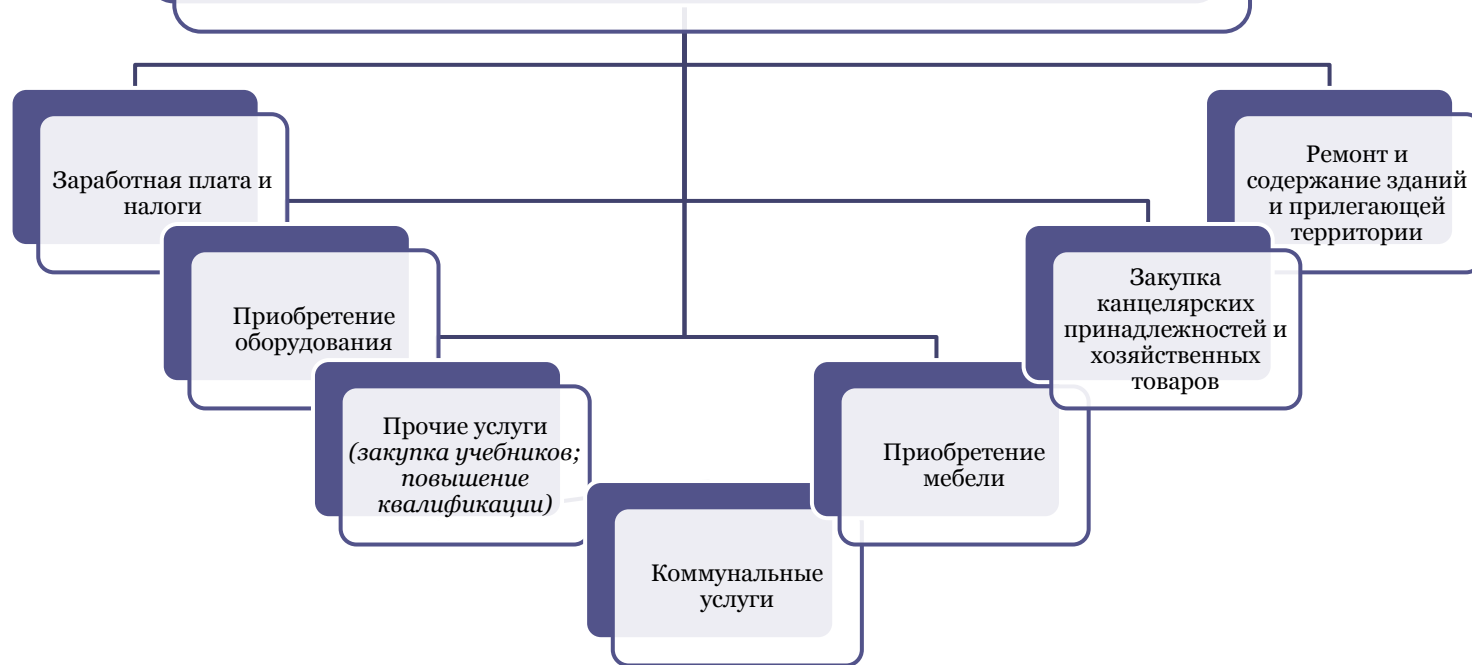 Заработная плата и
налоги
Приобретение
оборудования
Прочие услуги
(закупка учебников;
повышение
квалификации)
Коммунальные
услуги
Приобретение
мебели
Закупка
канцелярских
принадлежностей и
хозяйственных
товаров
Ремонт и
содержание зданий
и прилегающей
территории